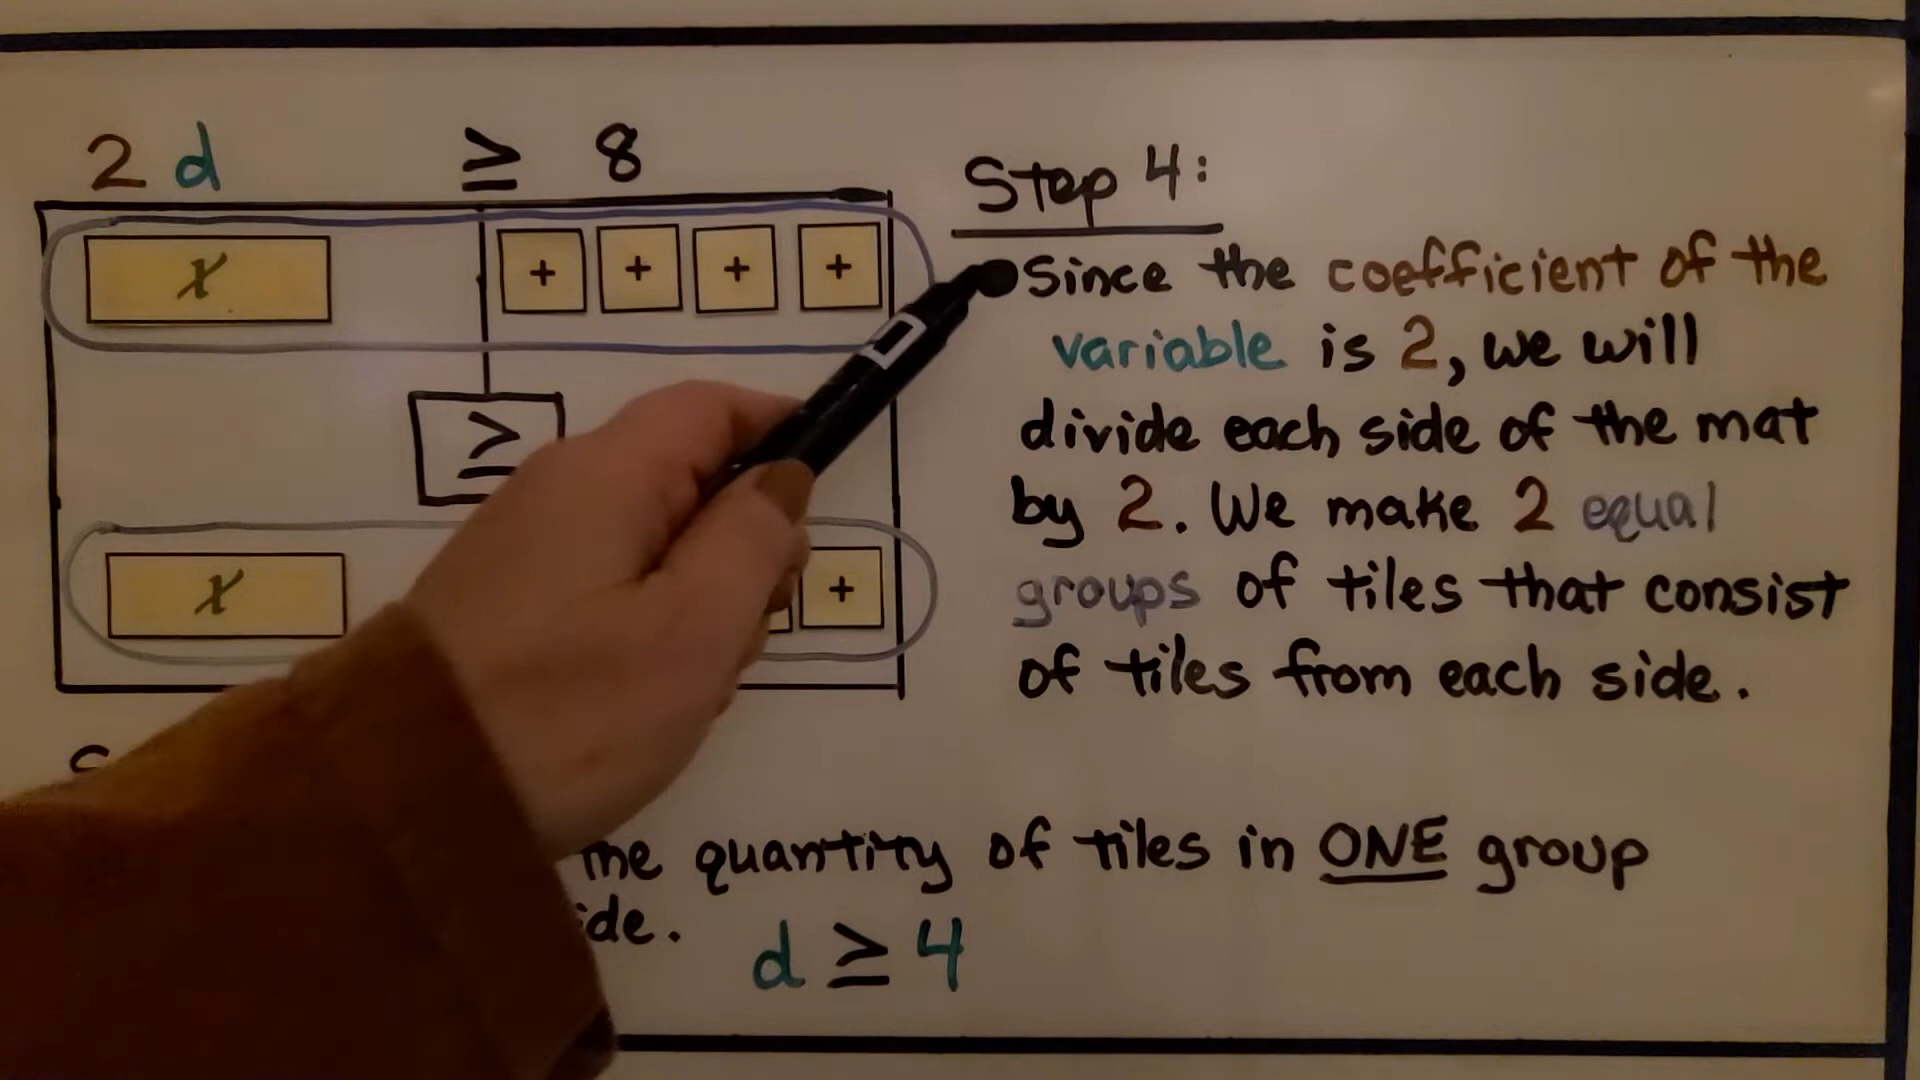 2 d ≥ 8
Step 4:
x + + + +
Since the coefficient of the
variable is 2, we will
≥
divide each side of the mat
by 2. We make 2 equal
x +
groups of tiles that consist
of tiles from each side.
the quantity of tiles in ONE group
d ≥ 4